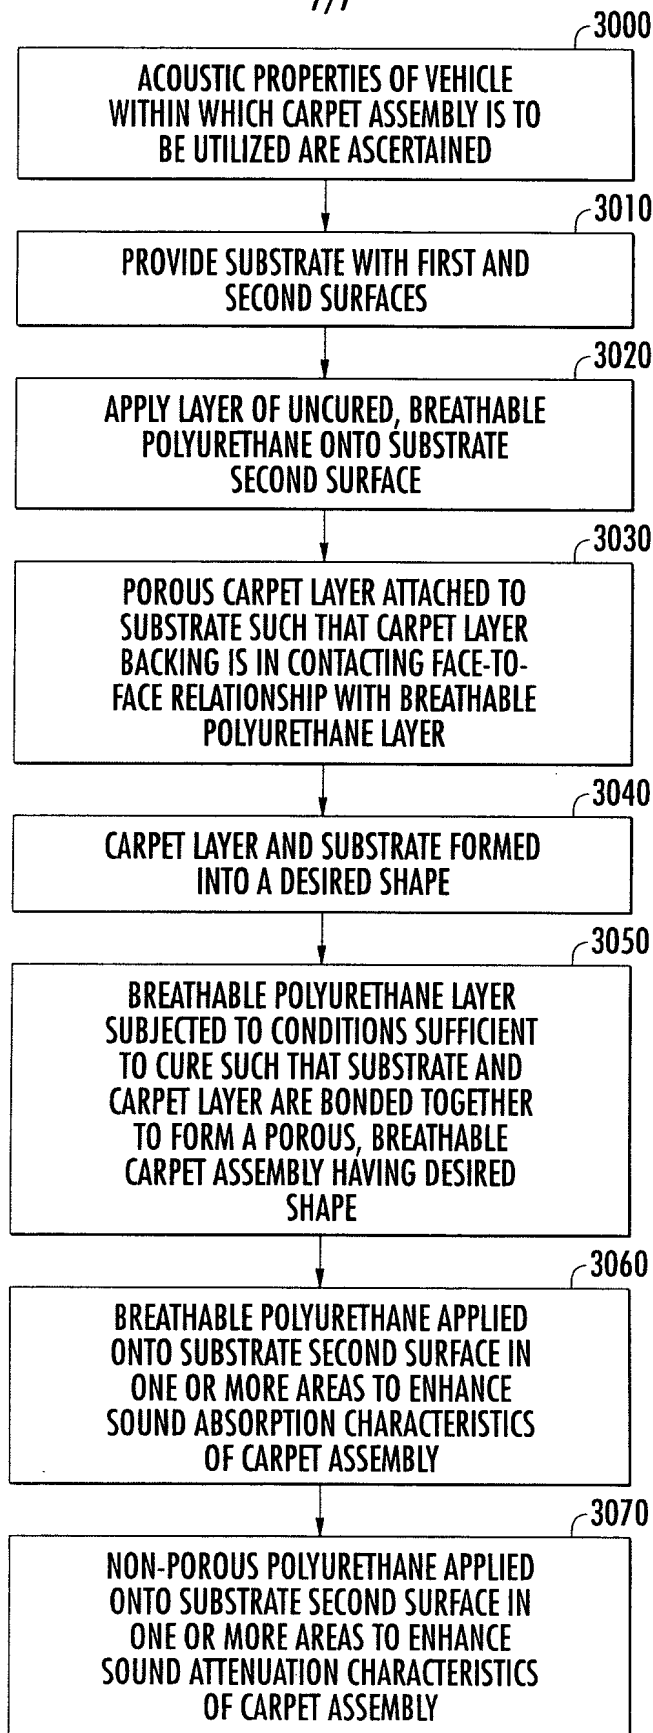 7/7
3000
ACOUSTIC PROPERTIES OF VEHICLE
WITHIN WHICH CARPET ASSEMBLY IS TO
BE UTILIZED ARE ASCERTAINED
3010
PROVIDE SUBSTRATE WITH FIRST AND
SECOND SURFACES
3020
APPLY LAYER OF UNCURED, BREATHABLE
POLYURETHANE ONTO SUBSTRATE
SECOND SURFACE
3030
POROUS CARPET LAYER ATTACHED TO
SUBSTRATE SUCH THAT CARPET LAYER
BACKING IS IN CONTACTING FACE-TO-
FACE RELATIONSHIP WITH BREATHABLE
POLYURETHANE LAYER
3040
CARPET LAYER AND SUBSTRATE FORMED
INTO A DESIRED SHAPE
3050
BREATHABLE POLYURETHANE LAYER
SUBJECTED TO CONDITIONS SUFFICIENT
TO CURE SUCH THAT SUBSTRATE AND
CARPET LAYER ARE BONDED TOGETHER
TO FORM A POROUS, BREATHABLE
CARPET ASSEMBLY HAVING DESIRED
SHAPE
3060
BREATHABLE POLYURETHANE APPLIED
ONTO SUBSTRATE SECOND SURFACE IN
ONE OR MORE AREAS TO ENHANCE
SOUND ABSORPTION CHARACTERISTICS
OF CARPET ASSEMBLY
3070
NON-POROUS POLYURETHANE APPLIED
ONTO SUBSTRATE SECOND SURFACE IN
ONE OR MORE AREAS TO ENHANCE
SOUND ATTENUATION CHARACTERISTICS
OF CARPET ASSEMBLY